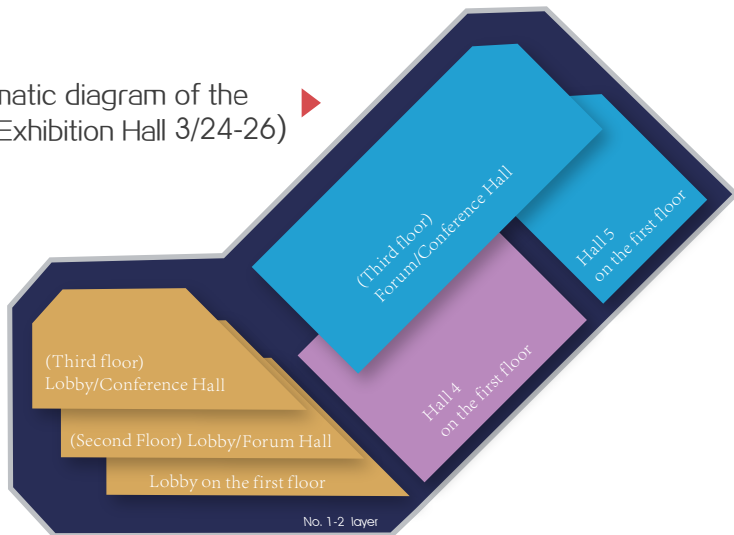 matic diagram of the
Exhibition Hall 3/24-26)
(Third floor)
Forum/Conference Hall
Hall 5
on the first floor
(Third floor)
Lobby/Conference Hall
Hall 4
on the first floor
(Second Floor) Lobby/Forum Hall
Lobby on the first floor
No. 1-2 layer